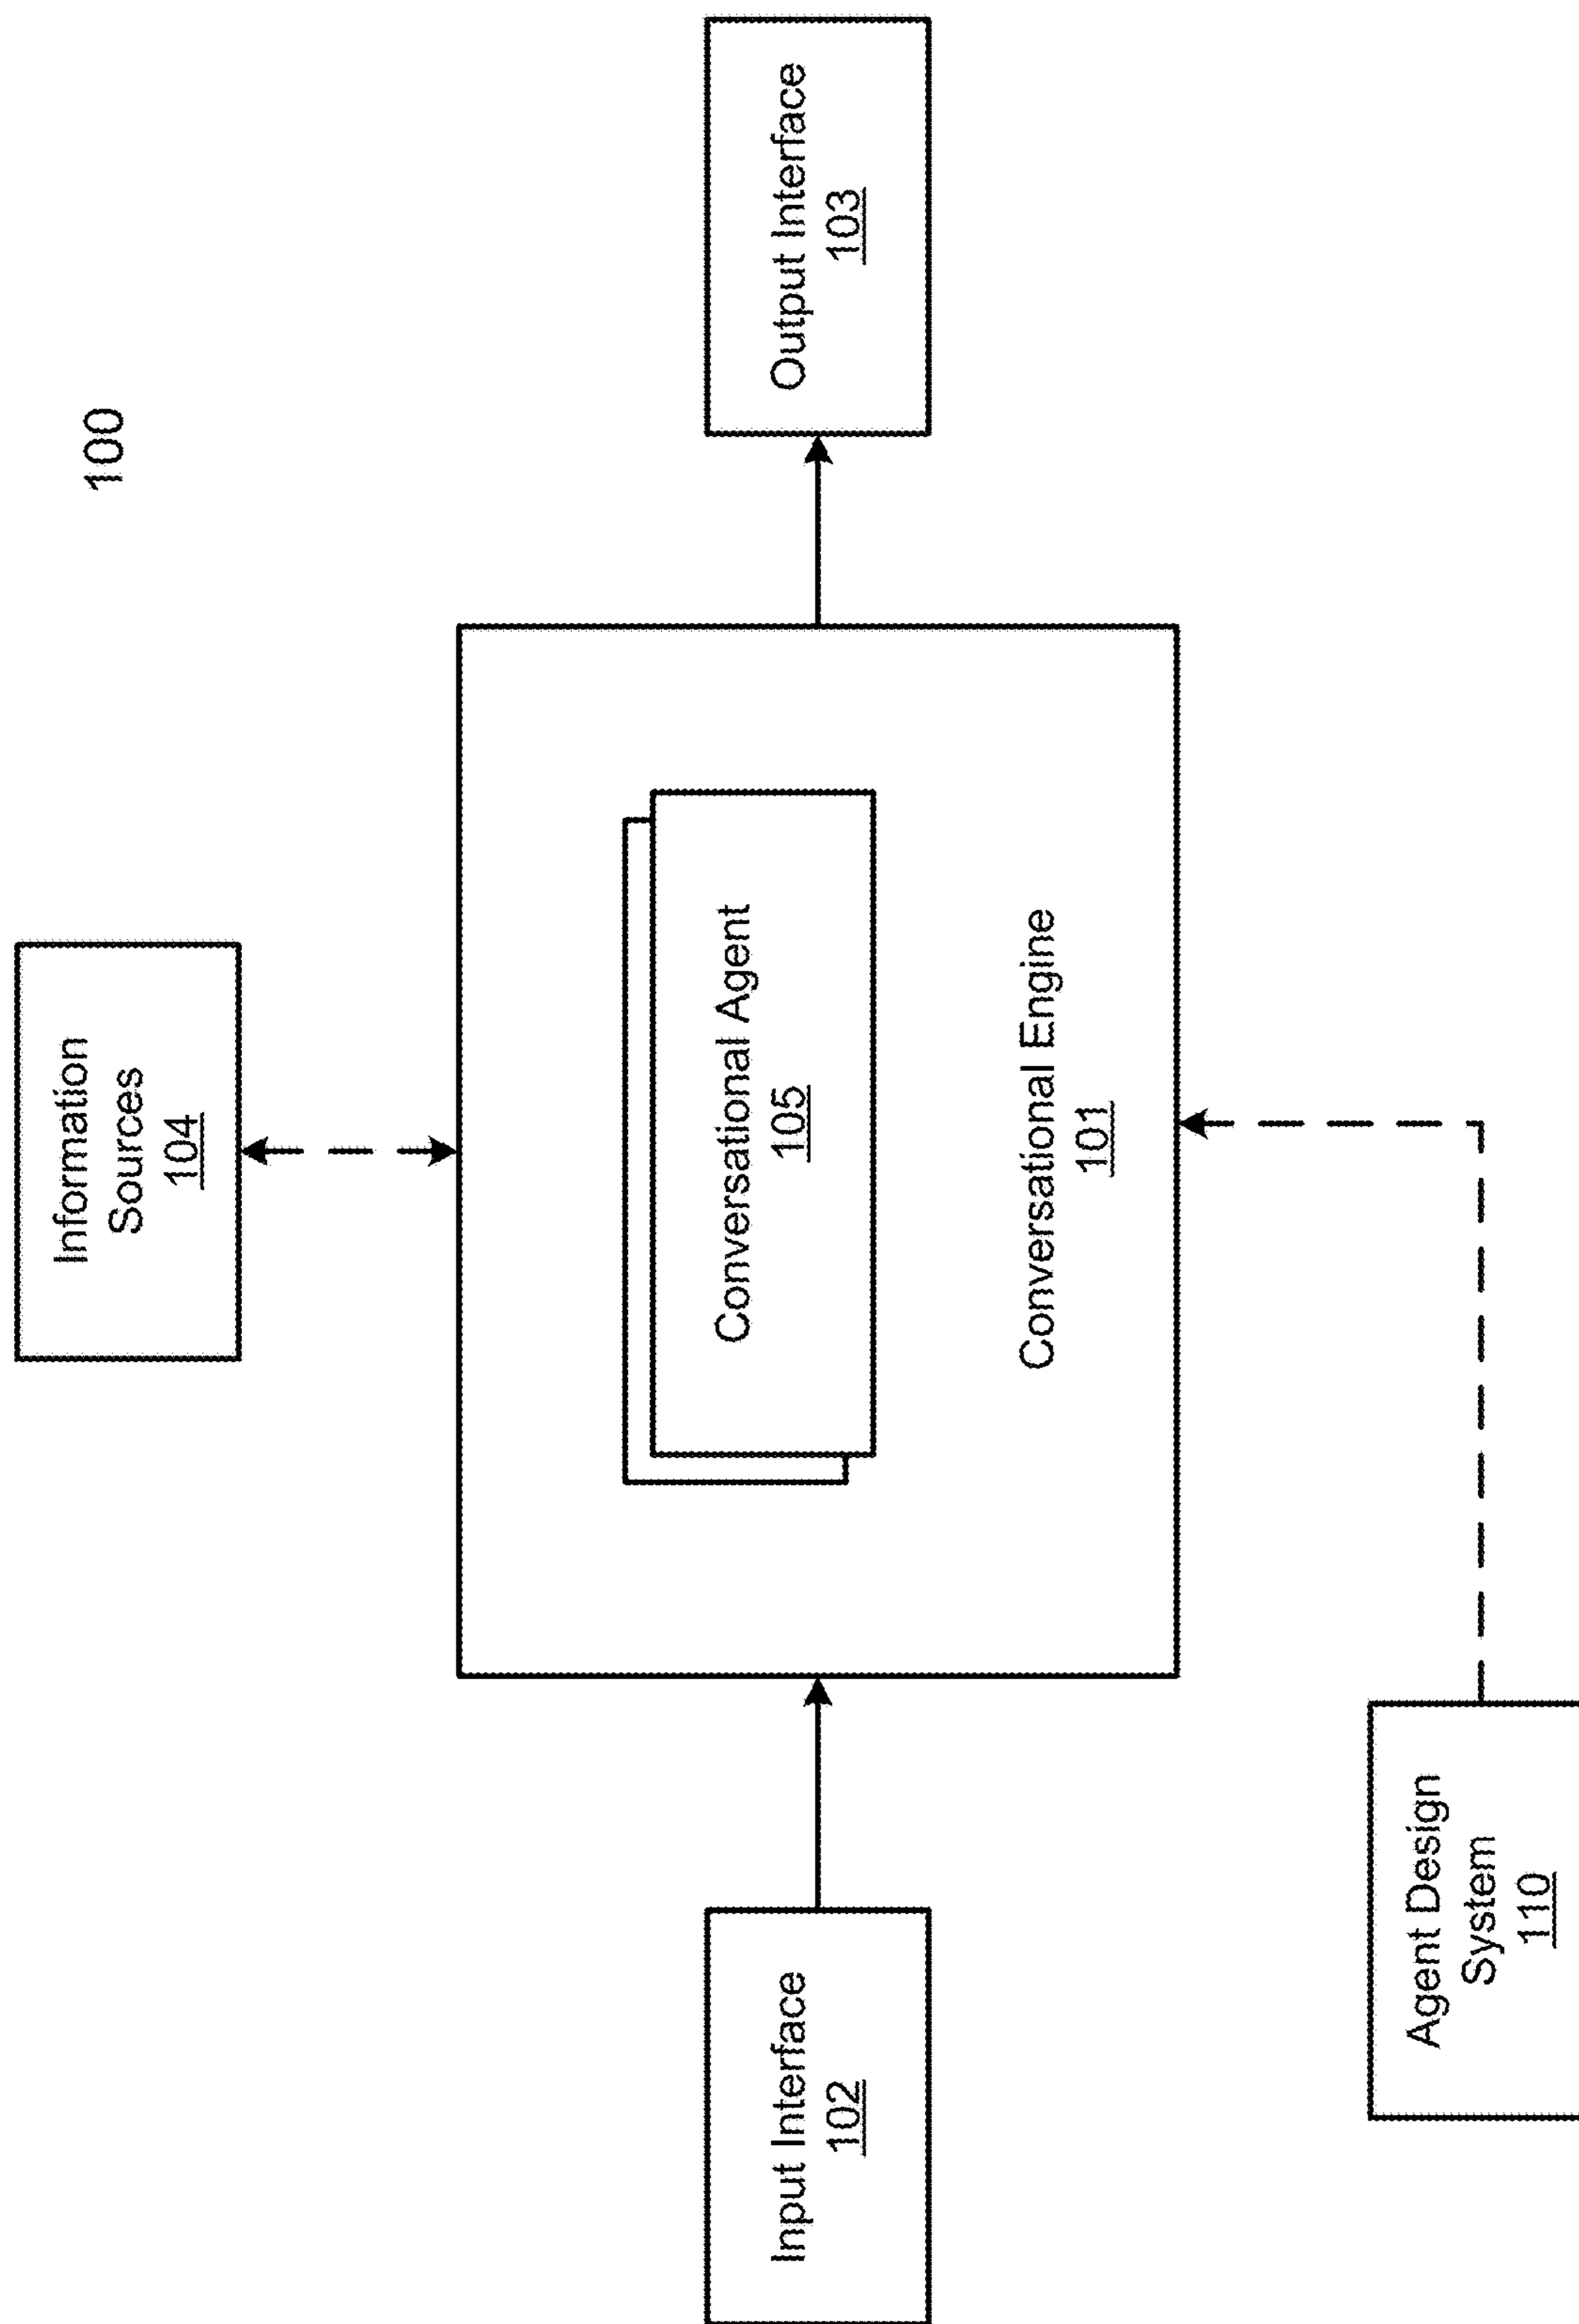 100
Information
Sources
104
Input Interface
102
Conversational Agent
105
Conversational Engine
101
Output Interface
103
Agent Design
System
110